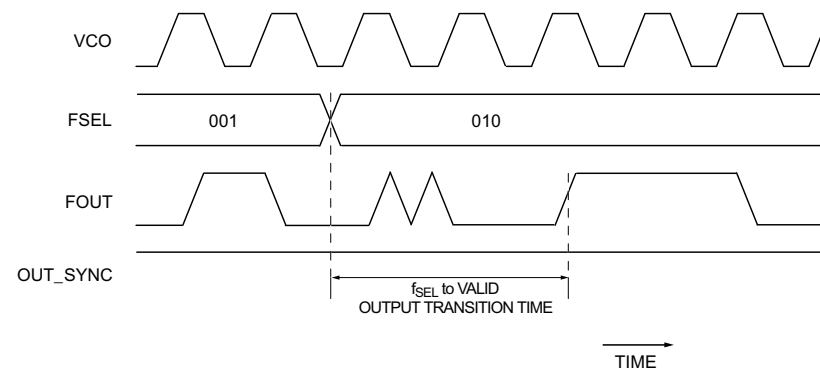 VCO
FSEL
001
010
FOUT
OUT_SYNC
fSEL to VALID
OUTPUT TRANSITION TIME
TIME